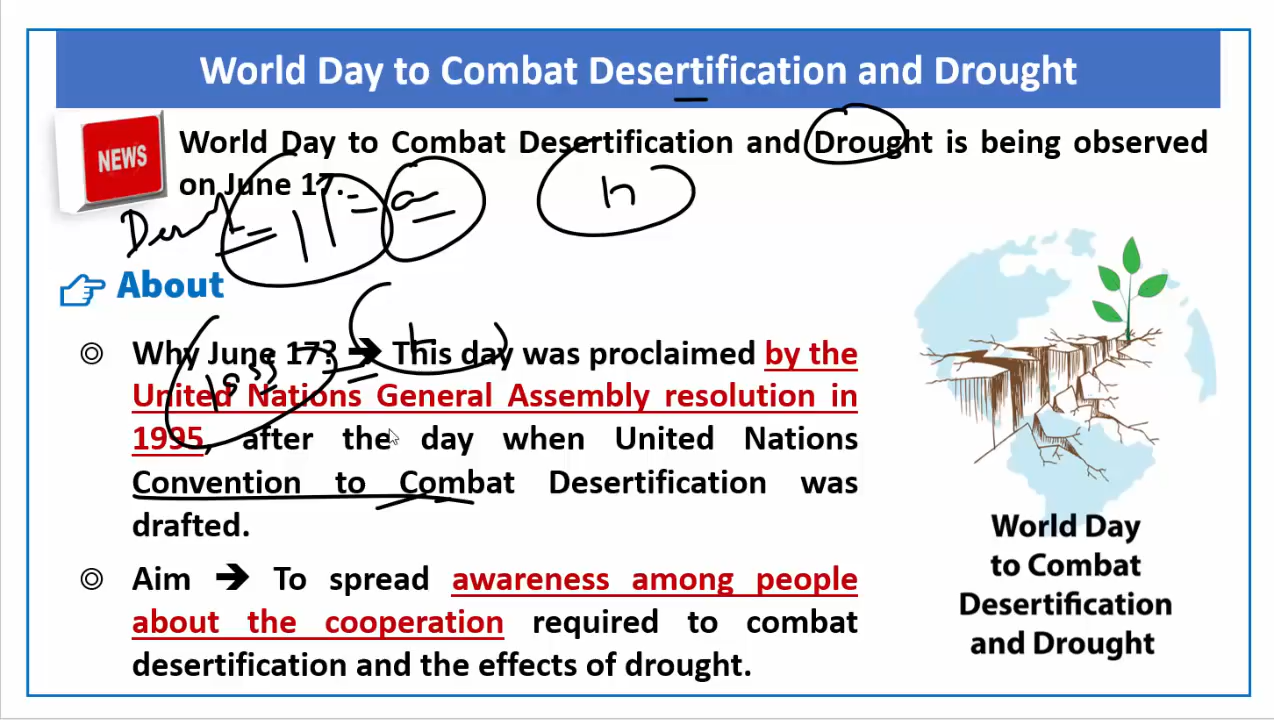 World Day to Combat Desertification and Drought
NEWS
World Day to Combat Desertification and Drought is being observed
on June 17.
About
Why June 17? ➔ This day was proclaimed by the
United Nations General Assembly resolution in
1995, after the day when United Nations
Convention to Combat Desertification was
drafted.
Aim ➔ To spread awareness among people
about the cooperation required to combat
desertification and the effects of drought.
World Day
to Combat
Desertification
and Drought